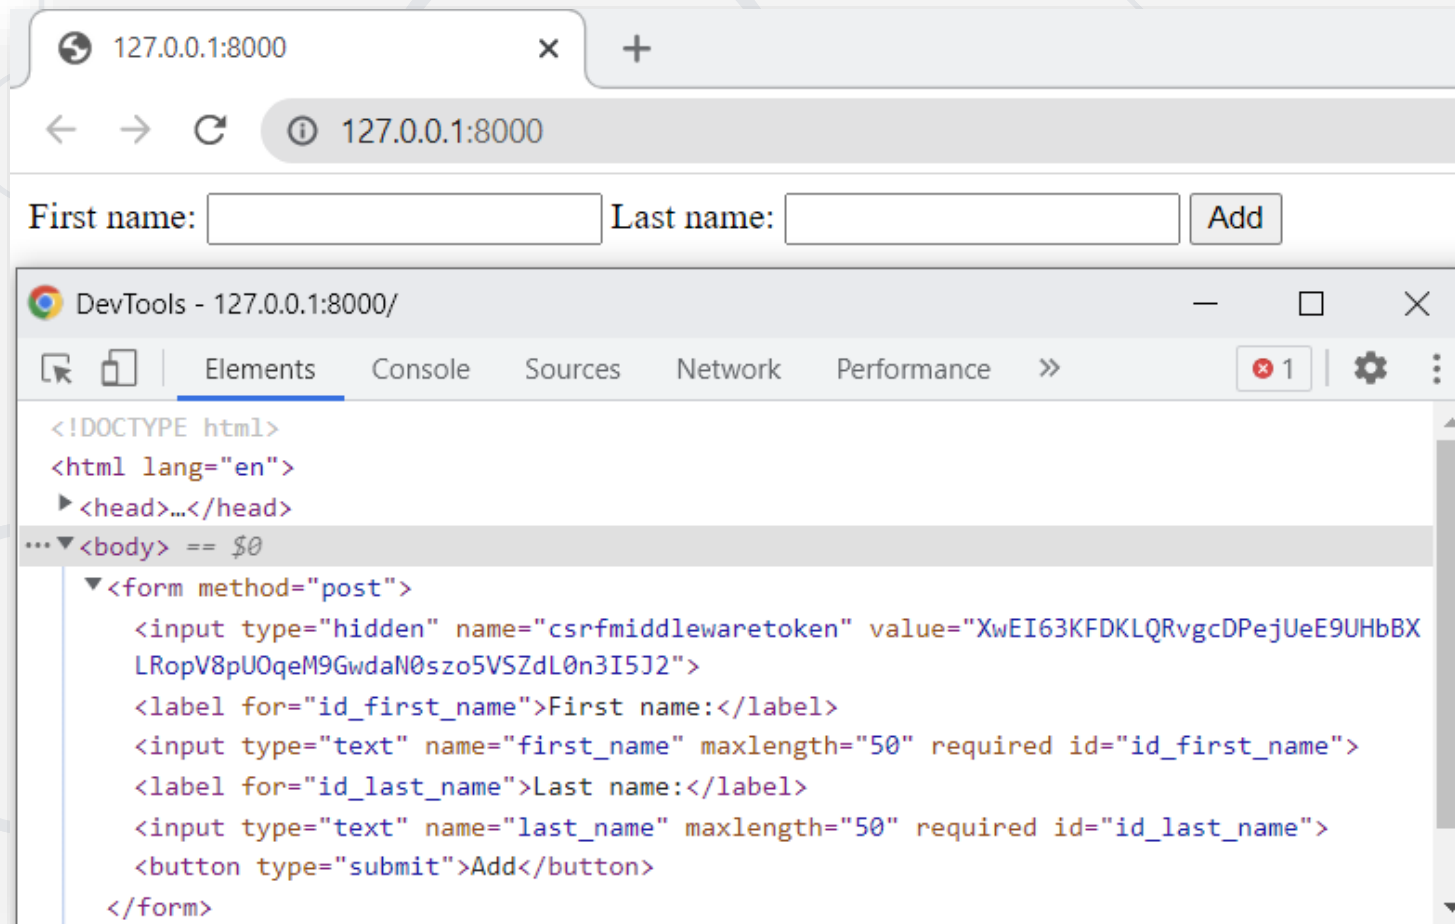 127.0.0.1:8000
127.0.0.1:8000
First name: Last name: Add
DevTools - 127.0.0.1:8000/
Elements Console Sources Network Performance » 1
<!DOCTYPE html>
<html lang="en">
<head>…</head>
<body> == $0
<form method="post">
<input type="hidden" name="csrfmiddlewaretoken" value="XwEI63KFDKLQRvgcDPejUeE9UHbBX
LRopV8pUOqeM9GwdaN0szo5VSZdL0n3I5J2">
<label for="id_first_name">First name:</label>
<input type="text" name="first_name" maxlength="50" required id="id_first_name">
<label for="id_last_name">Last name:</label>
<input type="text" name="last_name" maxlength="50" required id="id_last_name">
<button type="submit">Add</button>
</form>